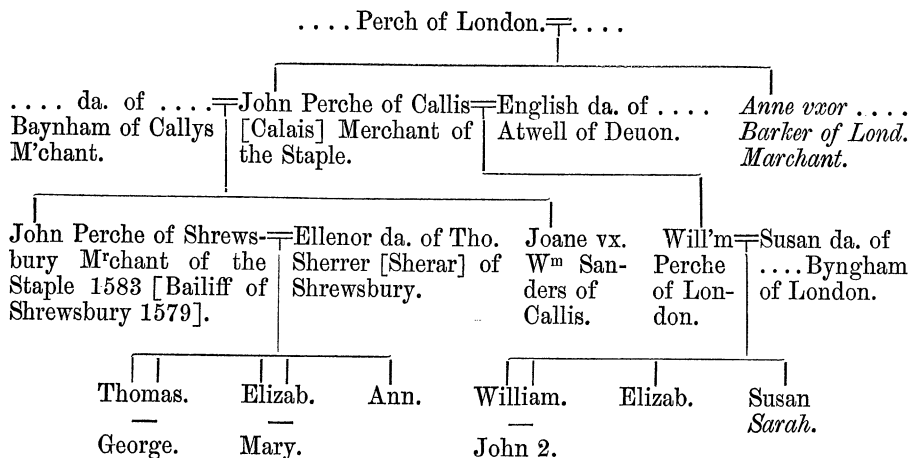 .... Perch of London. = ....
.... da. of .... =
Baynham of Callys
M'chant.
John Perche of Callis =
[Calais] Merchant of
the Staple.
English da. of ....
Atwell of Deuon.
Anne vxor ....
Barker of Lond.
Marchant.
John Perche of Shrews- =
bury Mʳchant of the
Staple 1583 [Bailiff of
Shrewsbury 1579].
Ellenor da. of Tho.
Sherrer [Sherar] of
Shrewsbury.
Joane vx.
Wᵐ San-
ders of
Callis.
Will'm =
Perche
of Lon-
don.
Susan da. of
.... Byngham
of London.
Thomas.
—
George.
Elizab.
—
Mary.
Ann.
William.
—
John 2.
Elizab.
Susan
Sarah.